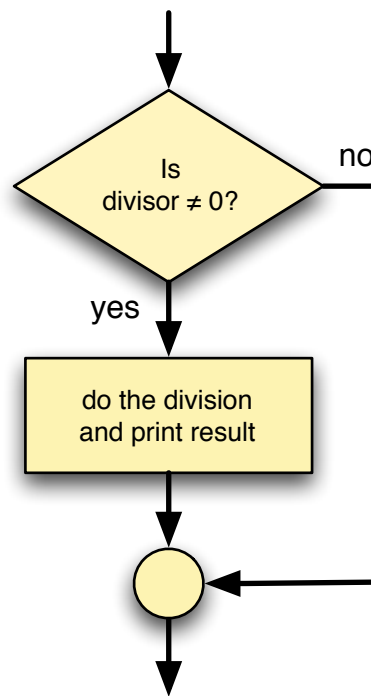 Is
divisor ≠ 0?
no
yes
do the division
and print result